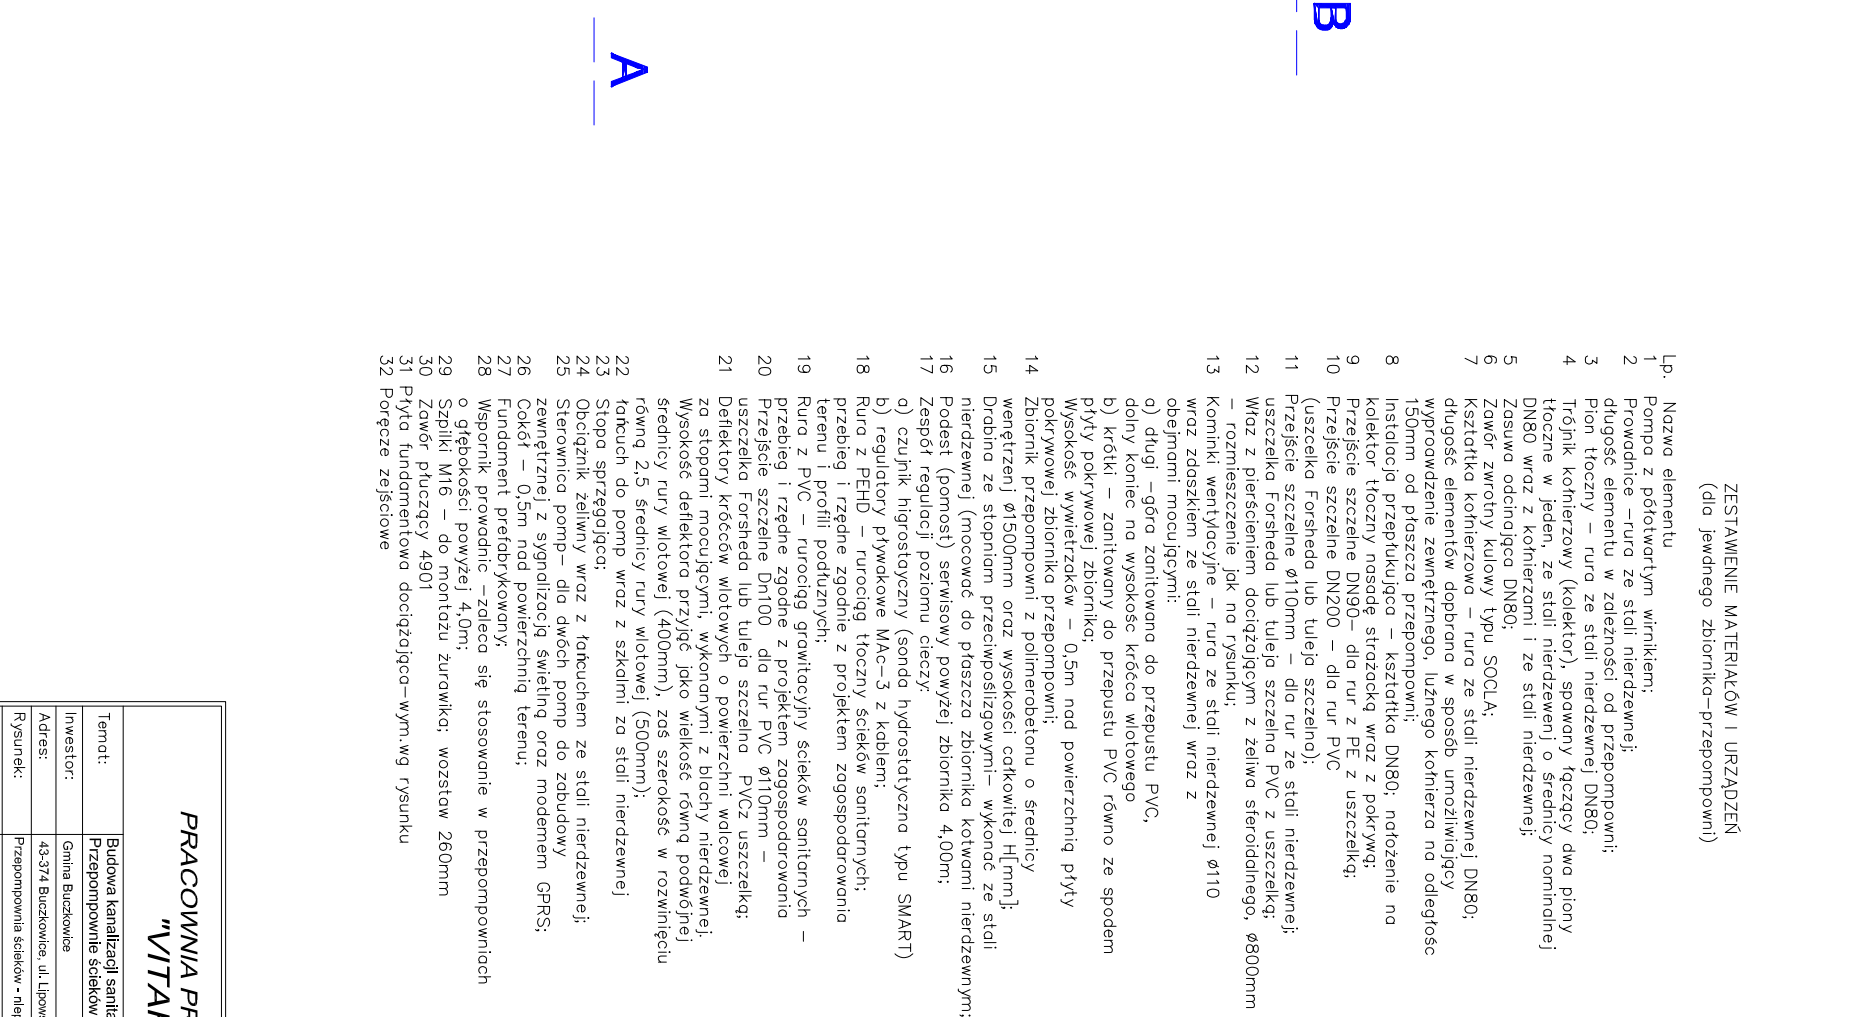 B
A
ZESTAWIENIE MATERIAŁÓW I URZĄDZEŃ
(dla jewdnego zbiornika-przepompowni)
Lp. Nazwa elementu
1 Pompa z półotwartym wirnikiem;
2 Prowadnice -rura ze stali nierdzewnej;
długość elementu w zależności od przepompowni;
3 Pion tłoczny - rura ze stali nierdzewnej DN80;
4 Trójnik kołnierzowy (kolektor), spawany łączący dwa piony
tłoczne w jeden, ze stali nierdzewenj o średnicy nominalnej
DN80 wraz z kołnierzami i ze stali nierdzewnej;
5 Zasuwa odcinająca DN80;
6 Zawór zwrotny kulowy typu SOCLA;
7 Kształtka kołnierzowa - rura ze stali nierdzewnej DN80;
długość elementów dopbrana w sposób umożliwiający
wyproawdzenie zewnętrznego, luźnego kołnierza na odległośc
150mm od płaszcza przepompowni;
8 Instalacja przepłukująca - kształtka DN80; nałożenie na
kolektor tłoczny nasadę strażacką wraz z pokrywą;
9 Przejście szczelne DN90- dla rur z PE z uszczelką;
10 Przejście szczelne DN200 - dla rur PVC
(uszcelka Forsheda lub tuleja szczelna);
11 Przejście szczelne ø110mm - dla rur ze stali nierdzewnej;
uszczelka Forsheda lub tuleja szczelna PVC z uszczelką;
12 Właz z pierścieniem dociążającym z żeliwa sferoidalnego, ø800mm
- rozmieszczenie jak na rysunku;
13 Kominki wentylacyjne - rura ze stali nierdzewnej ø110
wraz zdaszkiem ze stali nierdzewnej wraz z
obejmami mocującymi:
a) długi -góra zanitowana do przepustu PVC,
dolny koniec na wysokośc króćca wlotowego
b) krótki - zanitowany do przepustu PVC równo ze spodem
płyty pokrywowej zbiornika;
Wysokość wywietrzaków - 0,5m nad powierzchnią płyty
pokrywowej zbiornika przepompowni;
14 Zbiornik przepompowni z polimerobetonu o średnicy
wenętrzenj ø1500mm oraz wysokości całkowitej H[mm];
15 Drabina ze stopniam przeciwpoślizgowymi- wykonać ze stali
nierdzewnej (mocować do płaszcza zbiornika kotwami nierdzewnym;
16 Podest (pomost) serwisowy powyżej zbiornika 4,00m;
17 Zespół regulacji poziomu cieczy:
a) czujnik higrostayczny (sonda hydrostatyczna typu SMART)
b) regulatory pływakowe MAc-3 z kablem;
18 Rura z PEHD - rurociąg tłoczny ścieków sanitarnych;
przebieg i rzędne zgodnie z projektem zagospodarowania
terenu i profili podłuznych;
19 Rura z PVC - rurociąg grawitacyjny ścieków sanitarnych -
przebieg i rzędne zgodne z projektem zagospodarowania
20 Przejście szczelne Dn100 dla rur PVC ø110mm -
uszczelka Forsheda lub tuleja szczelna PVCz uszczelką;
21 Deflektory króćców wlotowych o powierzchni walcowej
za stopami mocującymi, wykonanymi z blachy nierdzewnej.
Wysokość deflektora przyjąć jako wielkość równą podwójnej
średnicy rury wlotowej (400mm), zaś szerokość w rozwinięciu
równą 2,5 średnicy rury wlotowej (500mm);
22 łańcuch do pomp wraz z szkalmi za stali nierdzewnej
23 Stopa sprzęgająca;
24 Obciążnik żeliwny wraz z łańcuchem ze stali nierdzewnej;
25 Sterownica pomp- dla dwóch pomp do zabudowy
zewnętrznej z sygnalizacją świetlną oraz modemem GPRS;
26 Cokół - 0,5m nad powierzchnią terenu;
27 Fundament prefabrykowany;
28 Wspornik prowadnic -zaleca się stosowanie w przepompowniach
o głębokości powyżej 4,0m;
29 Szpilki M16 - do montażu żurawika; wozstaw 260mm
30 Zawór płuczący 4901
31 Płyta fundamentowa dociążająca-wym.wg rysunku
32 Poręcze zejściowe
PRACOWNIA PR
"VITA
Temat: Budowa kanalizacji sanita
Przepompownie ścieków
Inwestor: Gmina Buczkowice
Adres: 43-374 Buczkowice, ul. Lipows
Rysunek: Przepompownia ścieków - niep